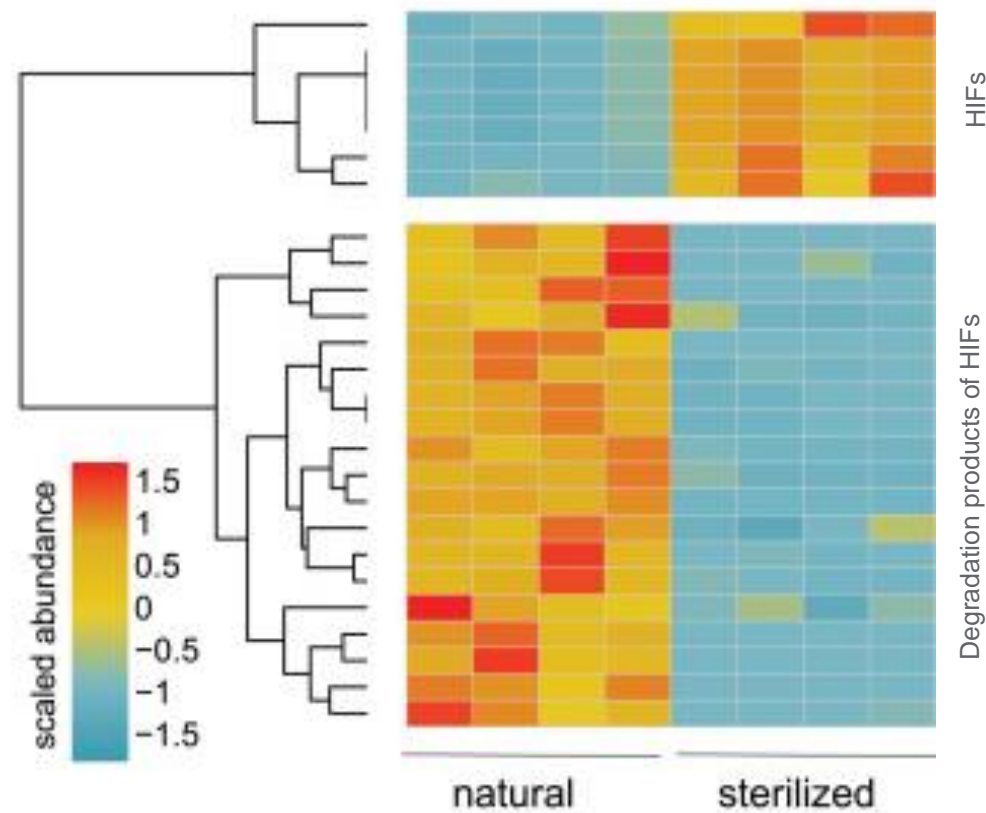 HIFs
Degradation products of HIFs
scaled abundance
1.5
1
0.5
0
−0.5
−1
−1.5
natural
sterilized